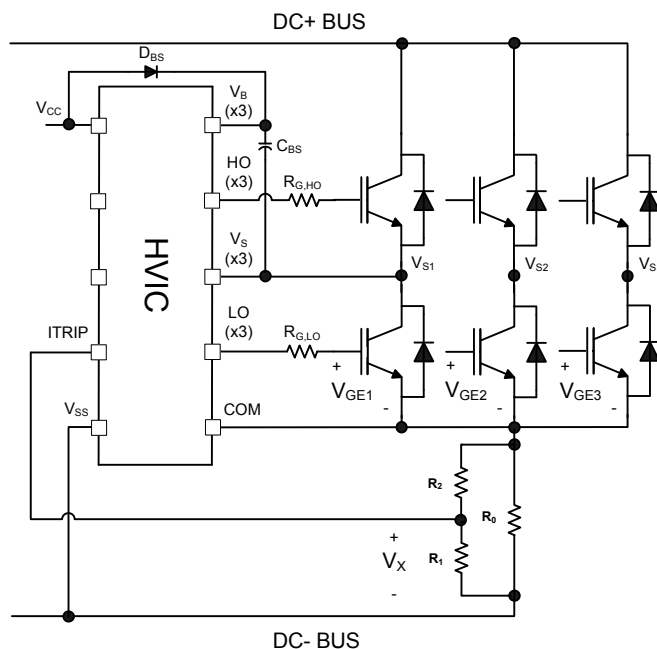 DC+ BUS
DBS
VCC
VB
(x3)
CBS
HO
(x3)
RG,HO
HVIC
VS
(x3)
VS1
VS2
VS
LO
(x3)
ITRIP
RG,LO
+
VGE1
-
+
VGE2
-
+
VGE3
-
VSS
COM
R2
R0
+
VX
-
R1
DC- BUS